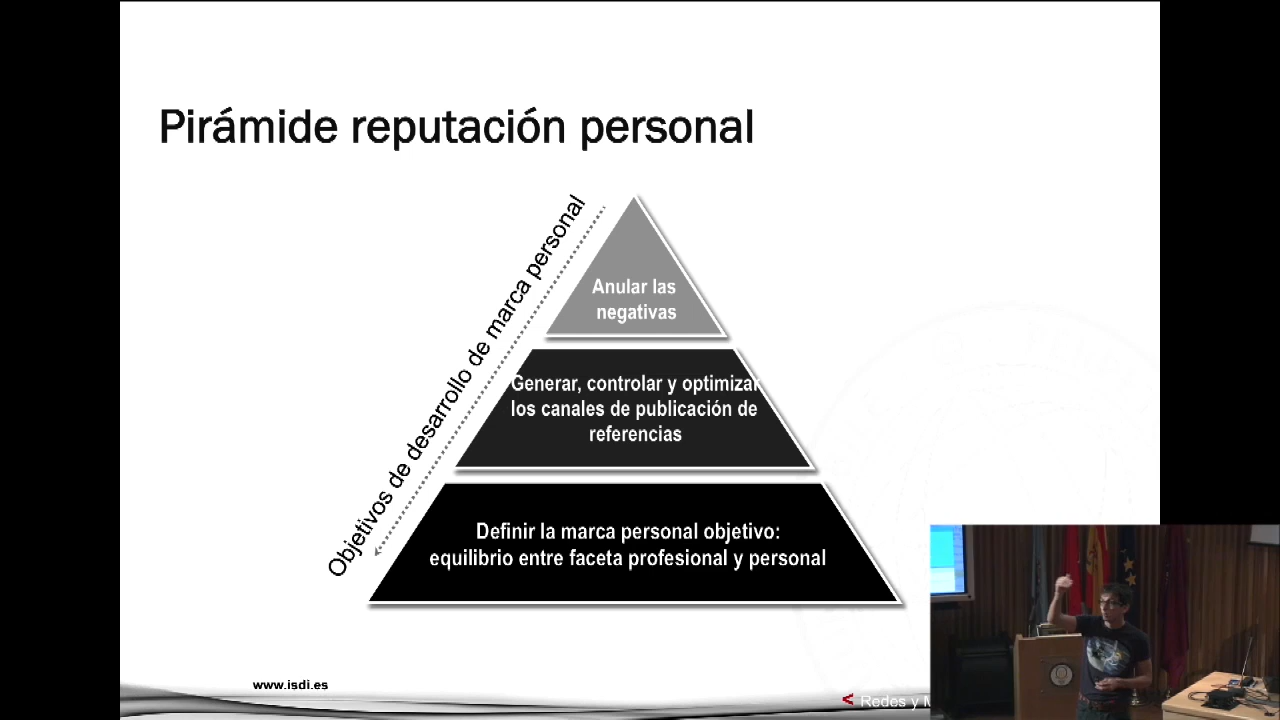 Pirámide reputación personal
Objetivos de desarrollo de marca personal
Anular las
negativas
Generar, controlar y optimizar
los canales de publicación de
referencias
Definir la marca personal objetivo:
equilibrio entre faceta profesional y personal
www.isdi.es
< Redes y